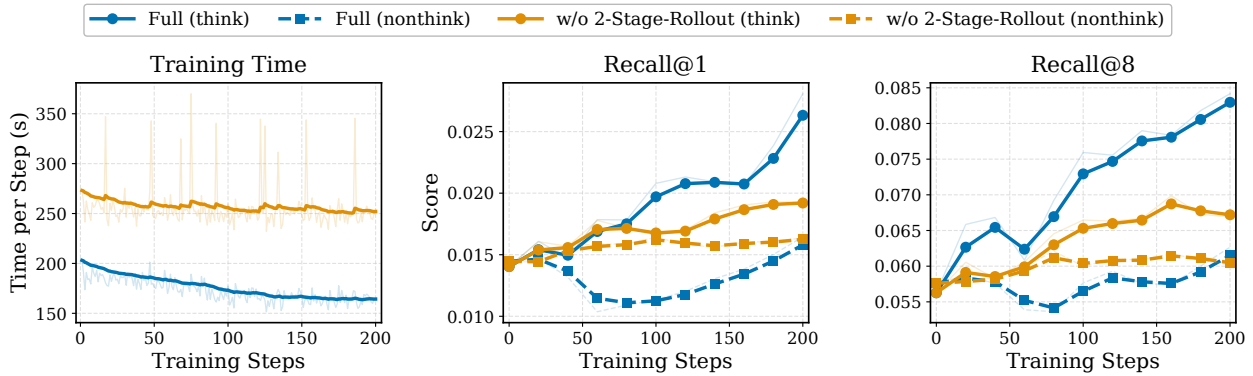 Full (think)
Full (nonthink)
w/o 2-Stage-Rollout (think)
w/o 2-Stage-Rollout (nonthink)
Training Time
Time per Step (s)
350
300
250
200
150
0 50 100 150 200
Training Steps
Recall@1
Score
0.025
0.020
0.015
0.010
0 50 100 150 200
Training Steps
Recall@8
0.085
0.080
0.075
0.070
0.065
0.060
0.055
0 50 100 150 200
Training Steps